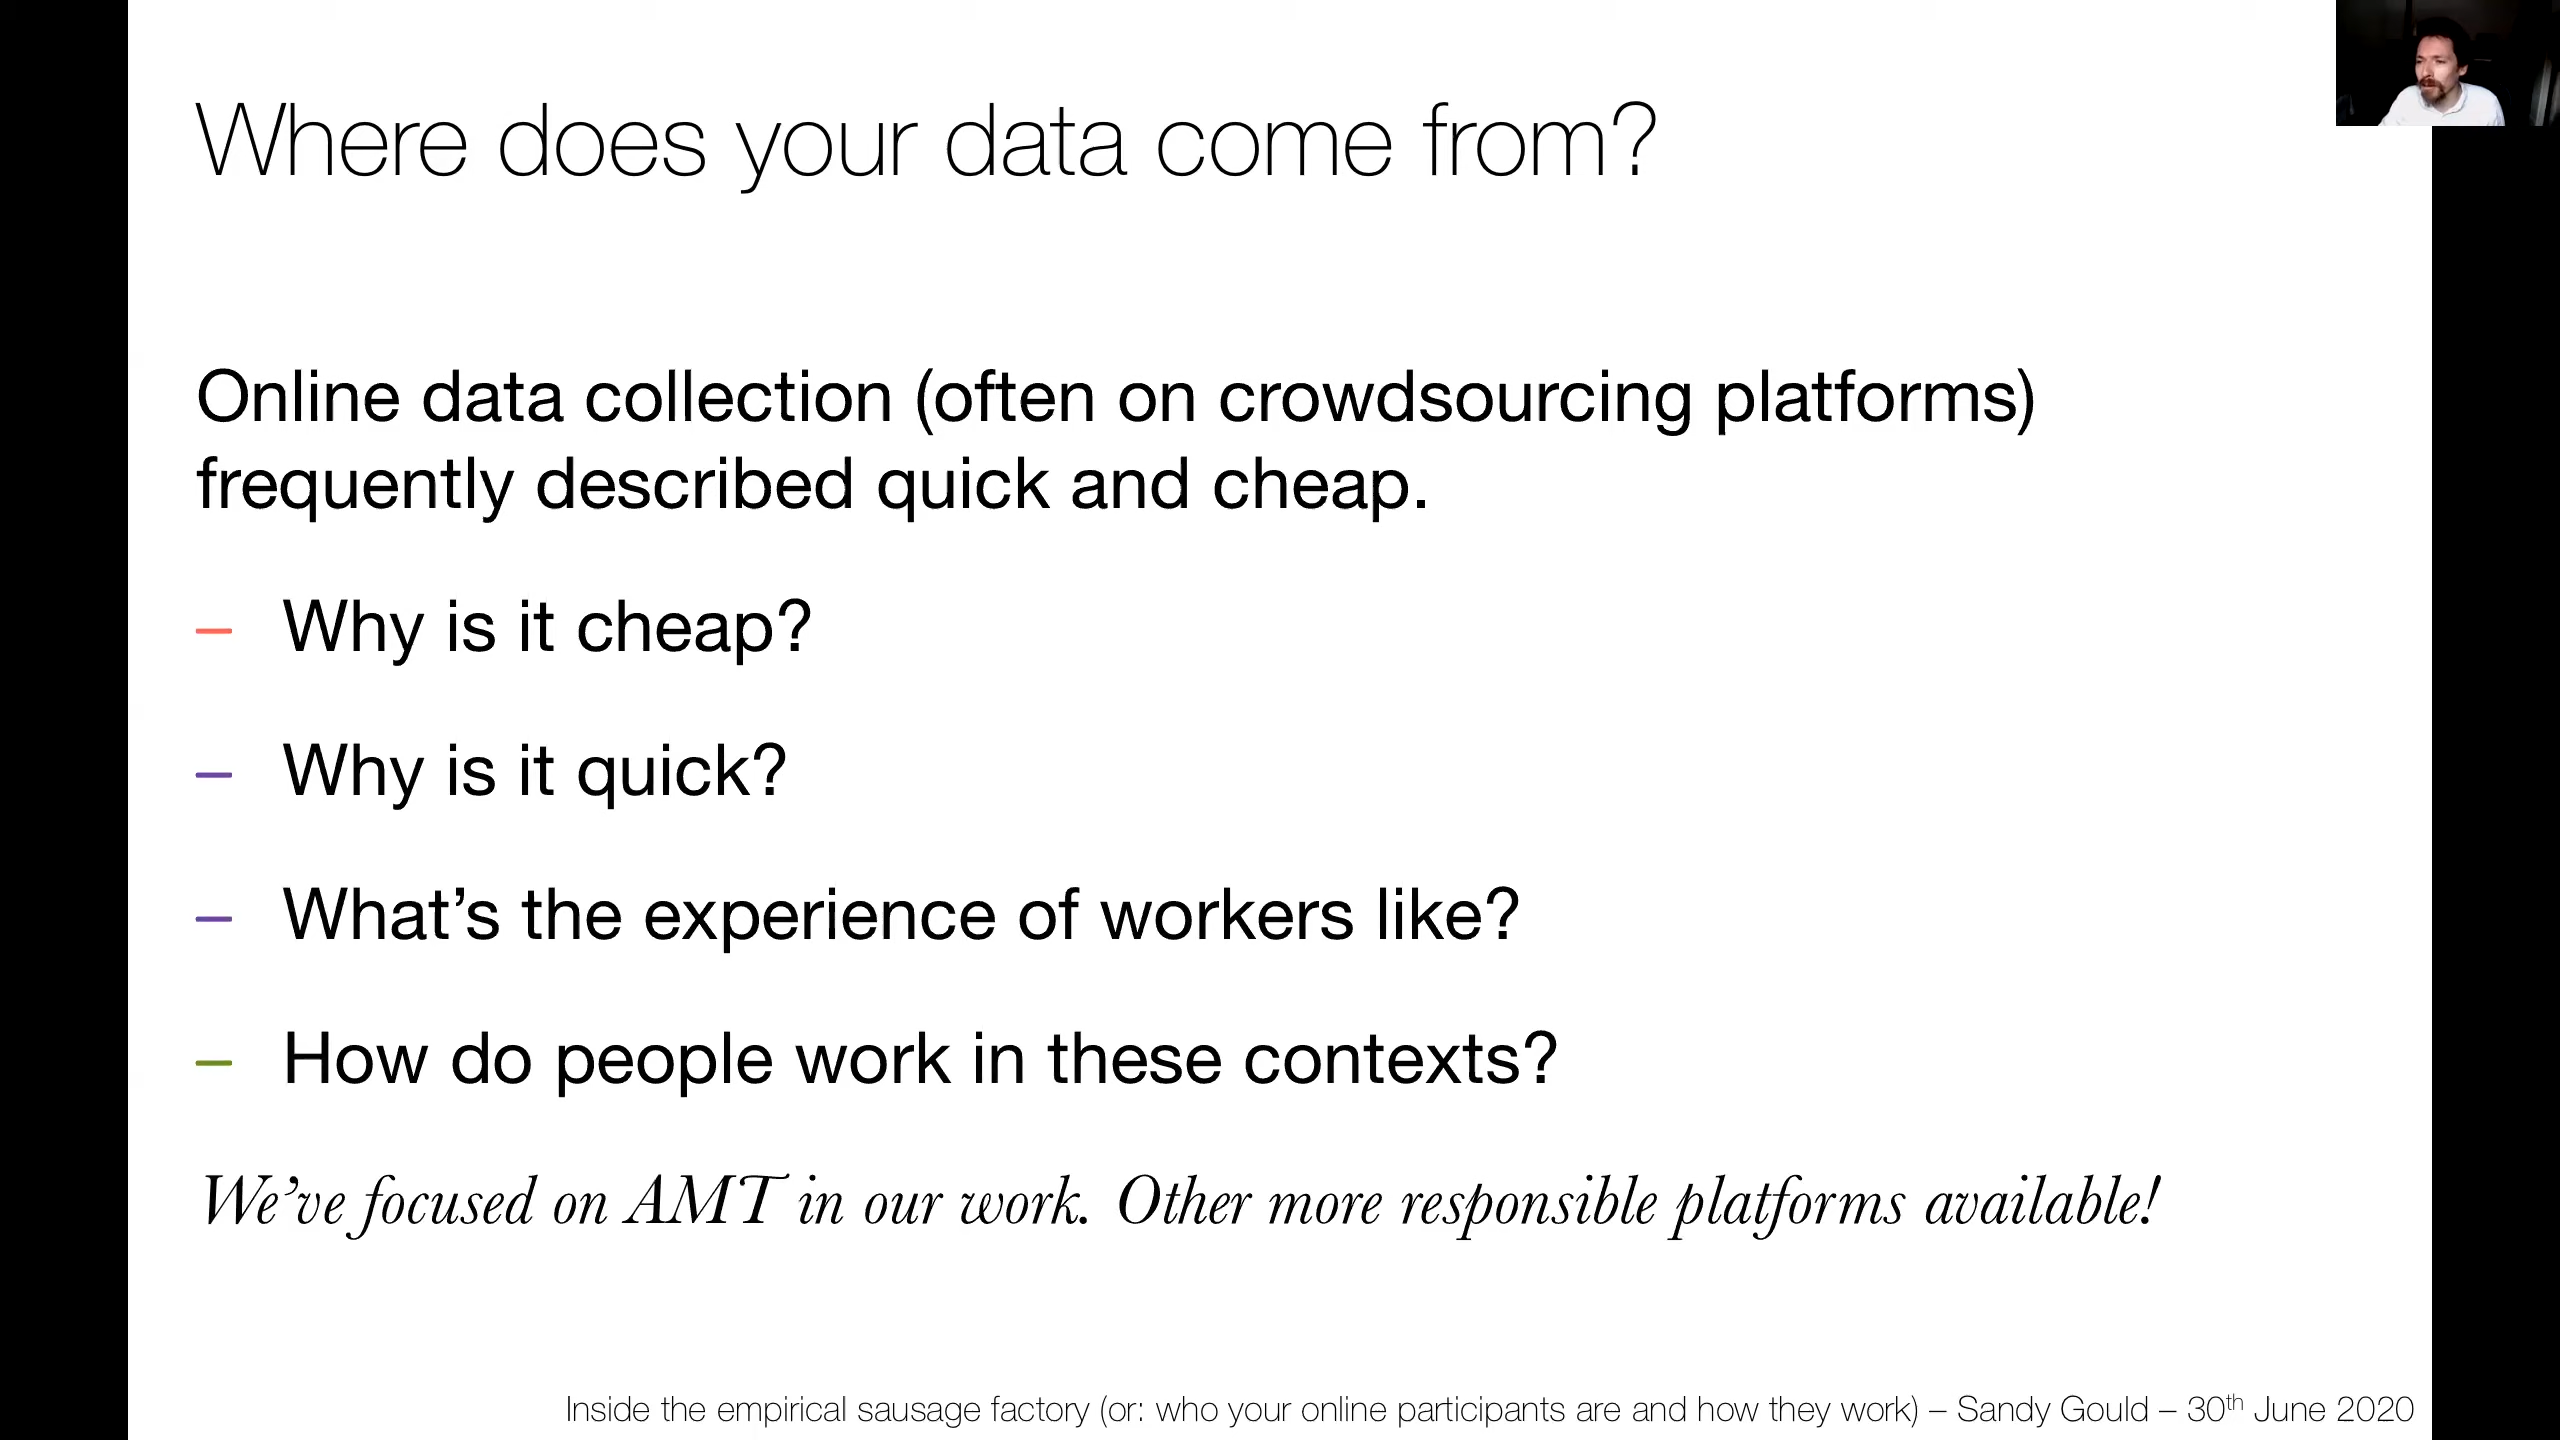 Where does your data come from?
Online data collection (often on crowdsourcing platforms)
frequently described quick and cheap.
– Why is it cheap?
– Why is it quick?
– What’s the experience of workers like?
– How do people work in these contexts?
We’ve focused on AMT in our work. Other more responsible platforms available!
Inside the empirical sausage factory (or: who your online participants are and how they work) – Sandy Gould – 30th June 2020